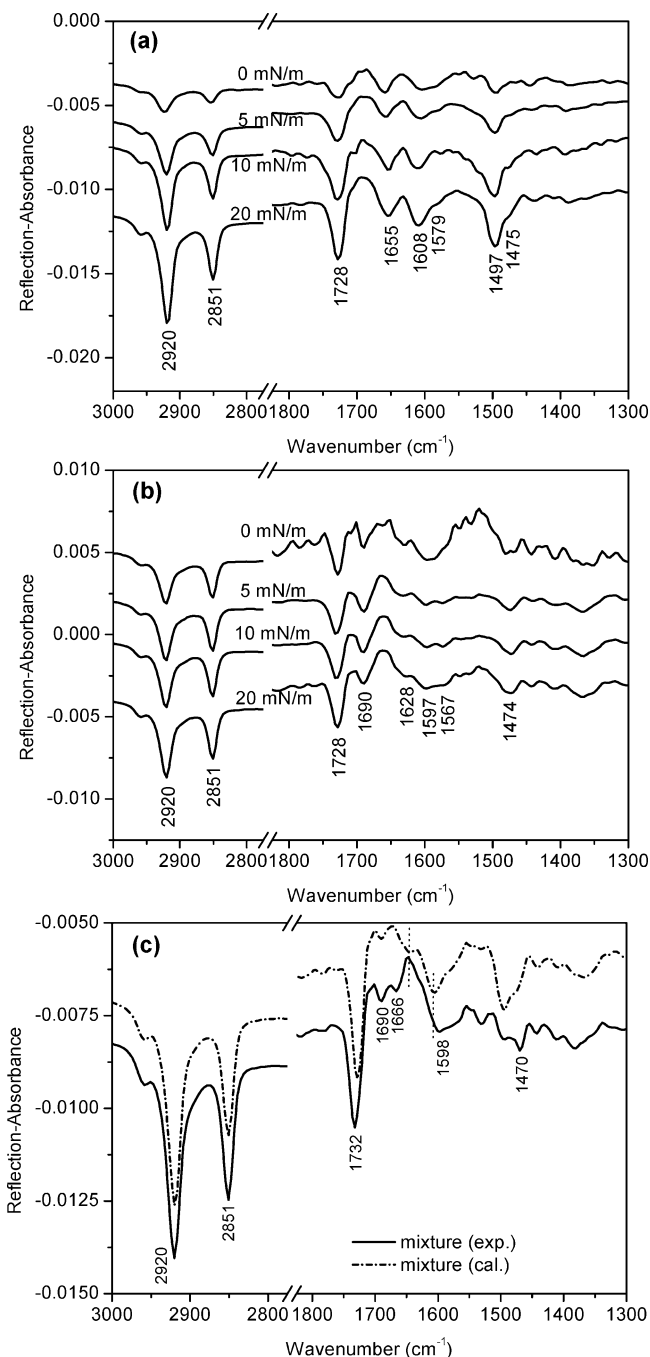 (a)
0.000
-0.005
-0.010
-0.015
-0.020
Reflection-Absorbance
0 mN/m
5 mN/m
10 mN/m
20 mN/m
2920
2851
1728
1655
1608
1579
1497
1475
3000 2900 2800 1800 1700 1600 1500 1400 1300
Wavenumber (cm⁻¹)
(b)
0.010
0.005
0.000
-0.005
-0.010
Reflection-Absorbance
0 mN/m
5 mN/m
10 mN/m
20 mN/m
2920
2851
1728
1690
1628
1597
1567
1474
3000 2900 2800 1800 1700 1600 1500 1400 1300
Wavenumber (cm⁻¹)
(c)
-0.0050
-0.0075
-0.0100
-0.0125
-0.0150
Reflection-Absorbance
2920
2851
1732
1690
1666
1598
1470
mixture (exp.)
mixture (cal.)
3000 2900 2800 1800 1700 1600 1500 1400 1300
Wavenumber (cm⁻¹)